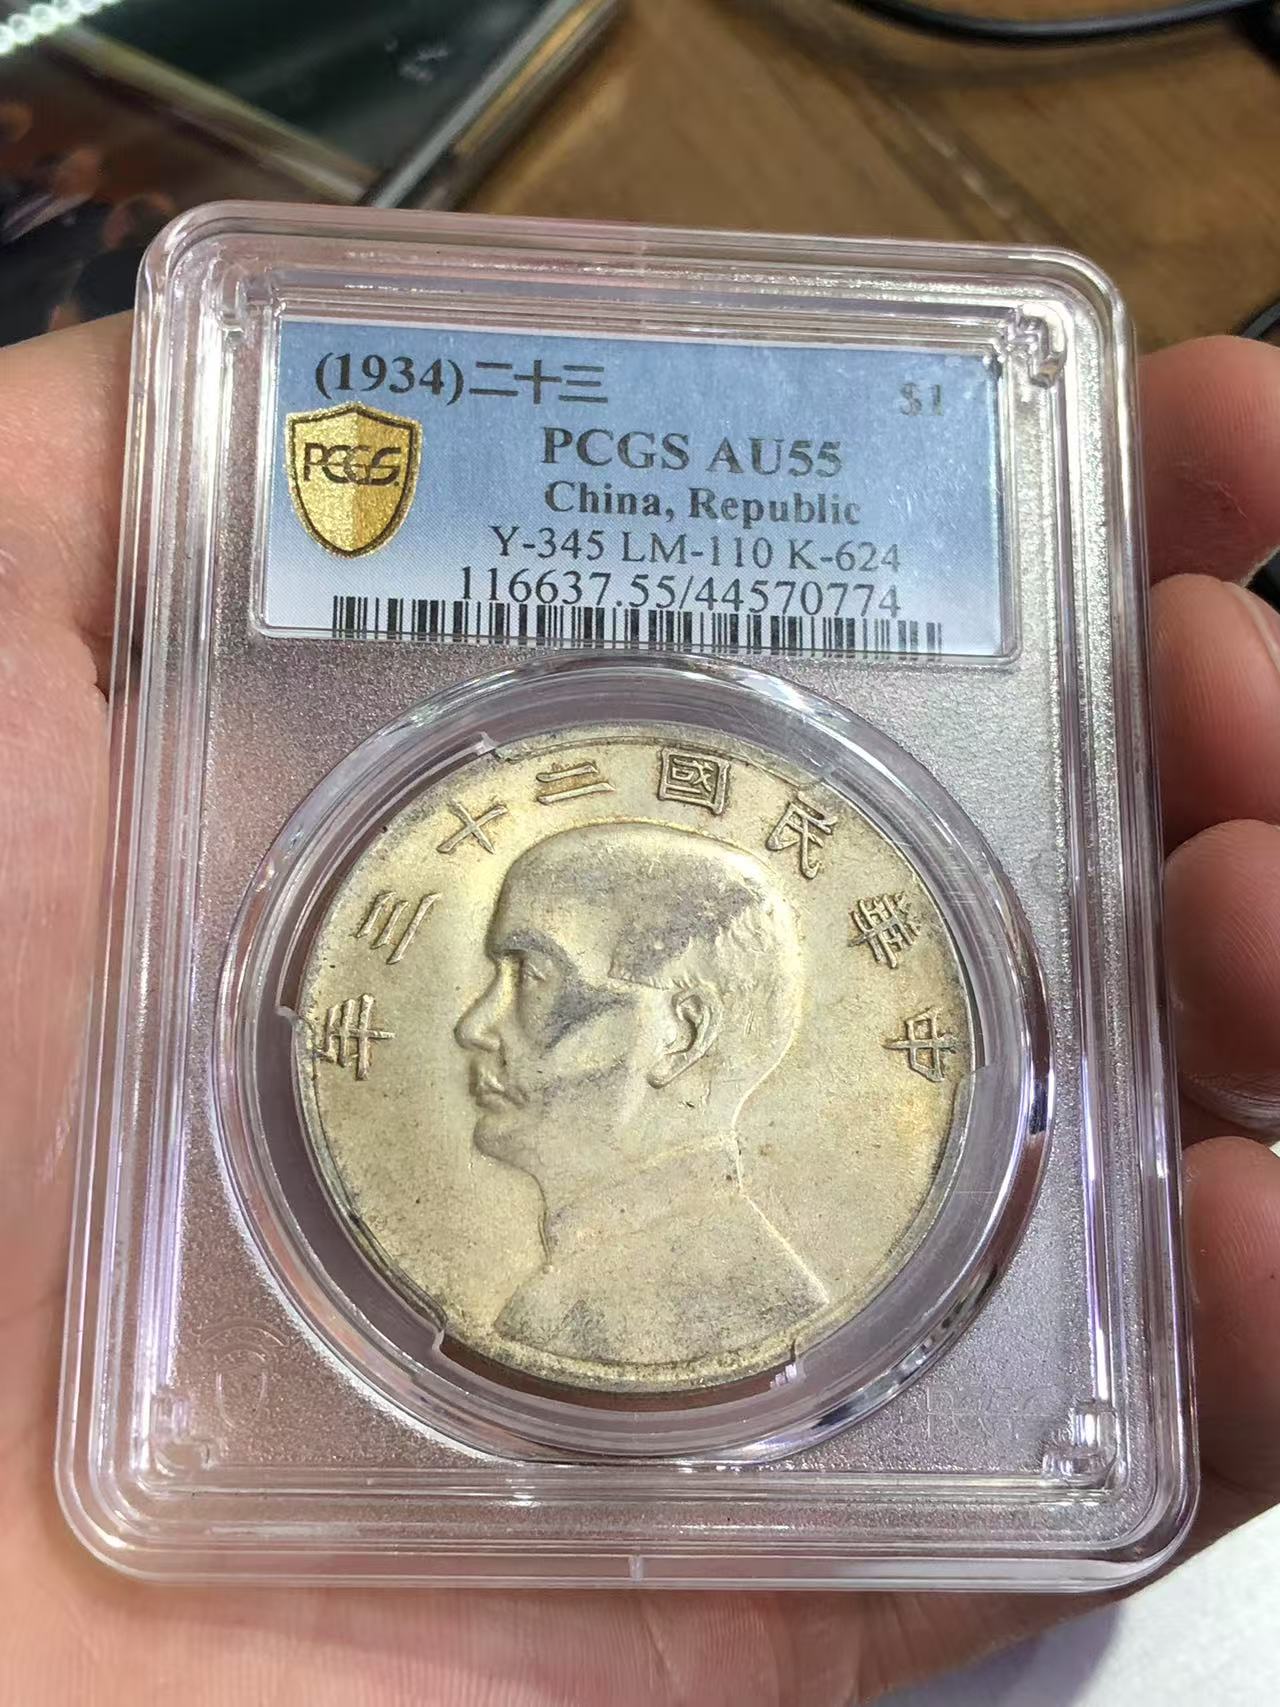 (1934)二十三 $1
PCGS
PCGS AU55
China, Republic
Y-345 LM-110 K-624
116637.55/44570774
中華民國二十三年